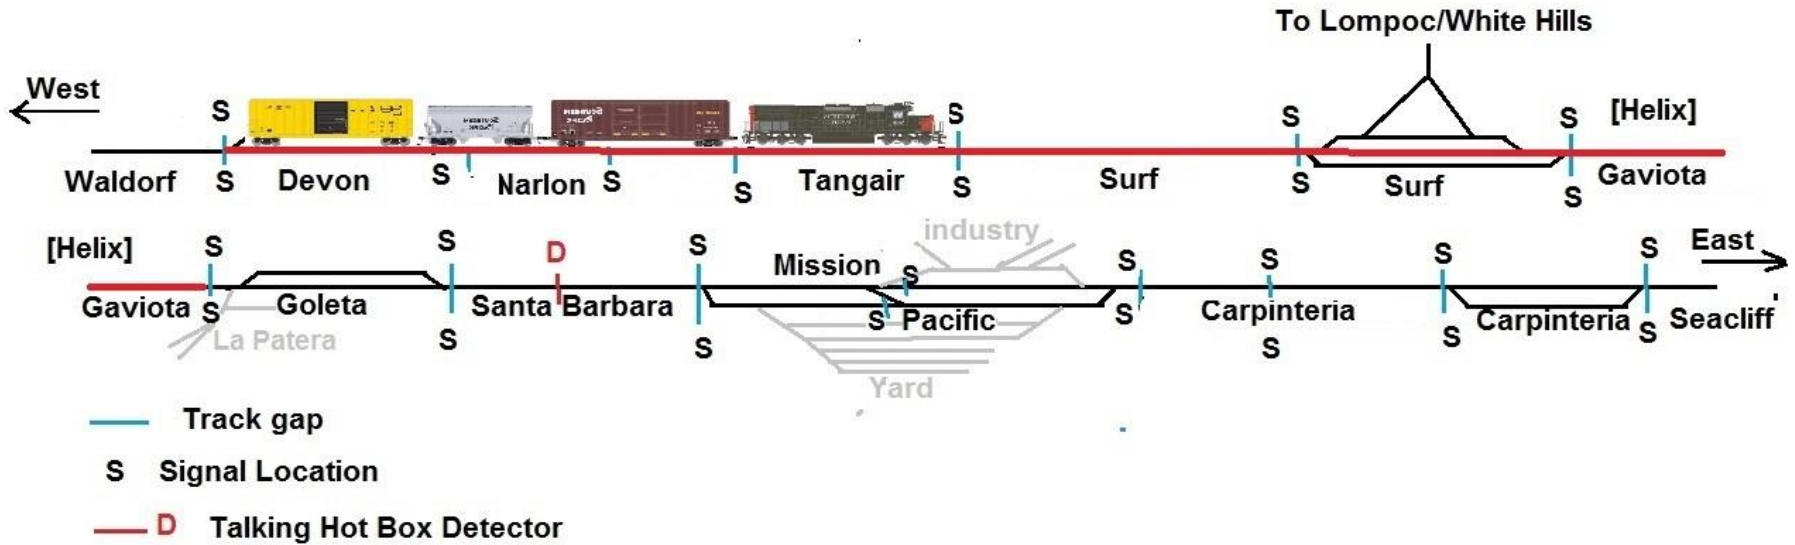 To Lompoc/White Hills
West
S
S
S
S
[Helix]
Waldorf
S
Devon
S
Narlon
S
S
Tangair
S
Surf
S
Surf
S
Gaviota
[Helix]
S
S
D
S
Mission
industry
S
S
S
S
S
East
Gaviota
S
Goleta
Santa Barbara
S
Pacific
S
Carpinteria
Carpinteria
Seacliff
La Patera
S
S
S
S
S
Yard
Track gap
S Signal Location
D Talking Hot Box Detector